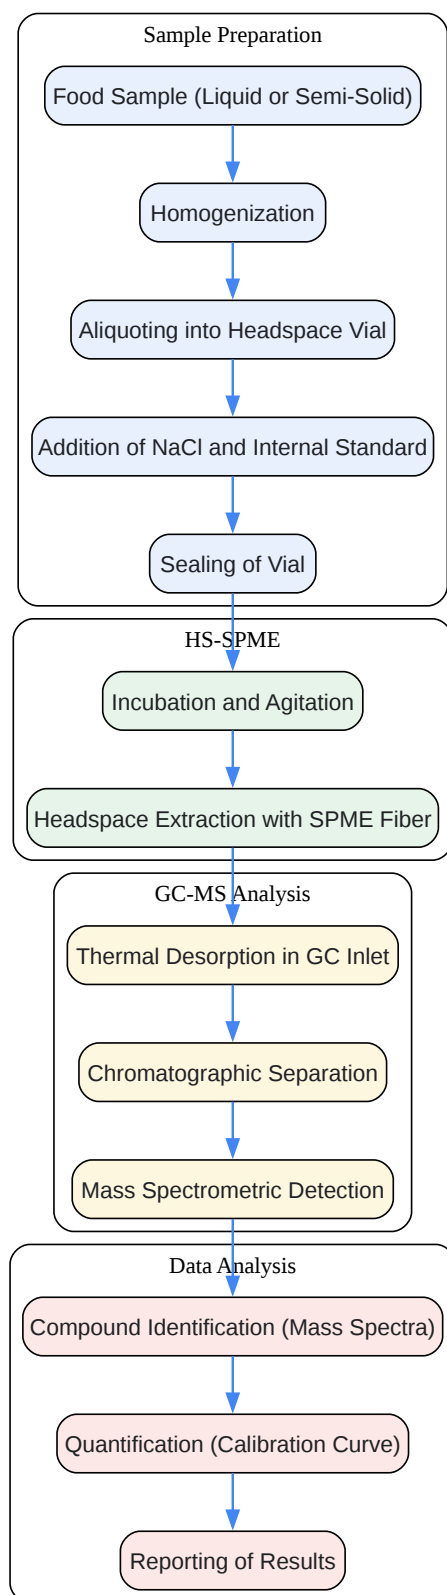 Sample Preparation
Food Sample (Liquid or Semi-Solid)
Homogenization
Aliquoting into Headspace Vial
Addition of NaCl and Internal Standard
Sealing of Vial
HS-SPME
Incubation and Agitation
Headspace Extraction with SPME Fiber
GC-MS Analysis
Thermal Desorption in GC Inlet
Chromatographic Separation
Mass Spectrometric Detection
Data Analysis
Compound Identification (Mass Spectra)
Quantification (Calibration Curve)
Reporting of Results